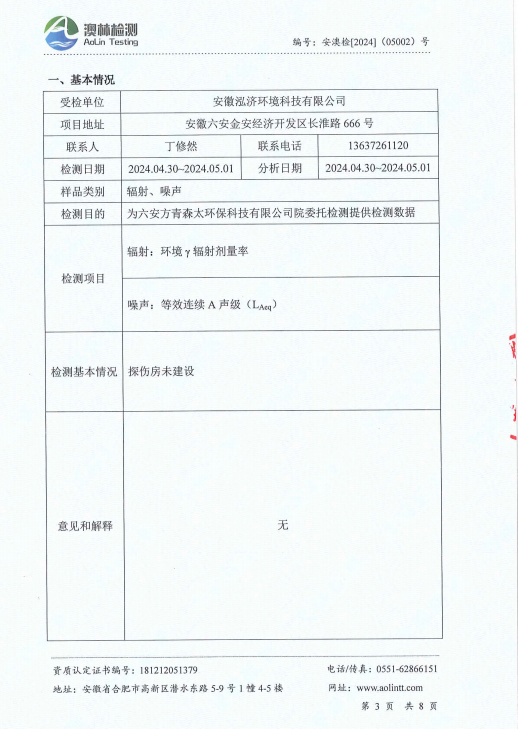 澳林检测
AoLin Testing
编号：安澳检[2024]（05002）号
一、基本情况
受检单位 安徽泓济环境科技有限公司
项目地址 安徽六安金安经济开发区长淮路 666 号
联系人 丁修然 联系电话 13637261120
检测日期 2024.04.30~2024.05.01 分析日期 2024.04.30~2024.05.01
样品类别 辐射、噪声
检测目的 为六安方青森太环保科技有限公司院委托检测提供检测数据
检测项目
辐射：环境 γ 辐射剂量率
噪声：等效连续 A 声级（LAeq）
检测基本情况 探伤房未建设
意见和解释 无
资质认定证书编号：181212051379 电话/传真：0551-62866151
地址：安徽省合肥市高新区潜水东路 5-9 号 1 幢 4-5 楼 网址：www.aolintt.com
第 3 页 共 8 页